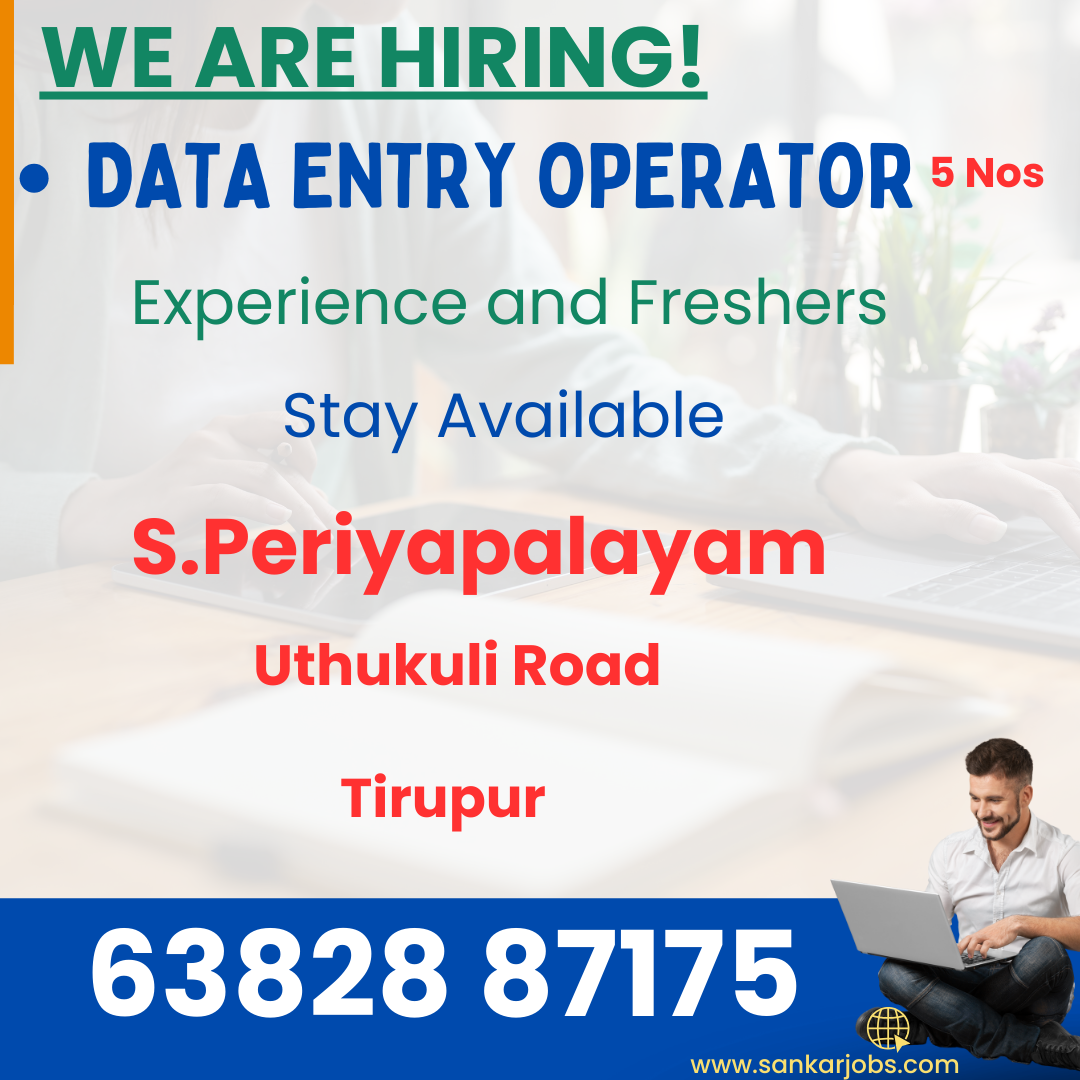 WE ARE HIRING!
• DATA ENTRY OPERATOR 5 Nos
Experience and Freshers
Stay Available
S.Periyapalayam
Uthukuli Road
Tirupur
63828 87175
www.sankarjobs.com